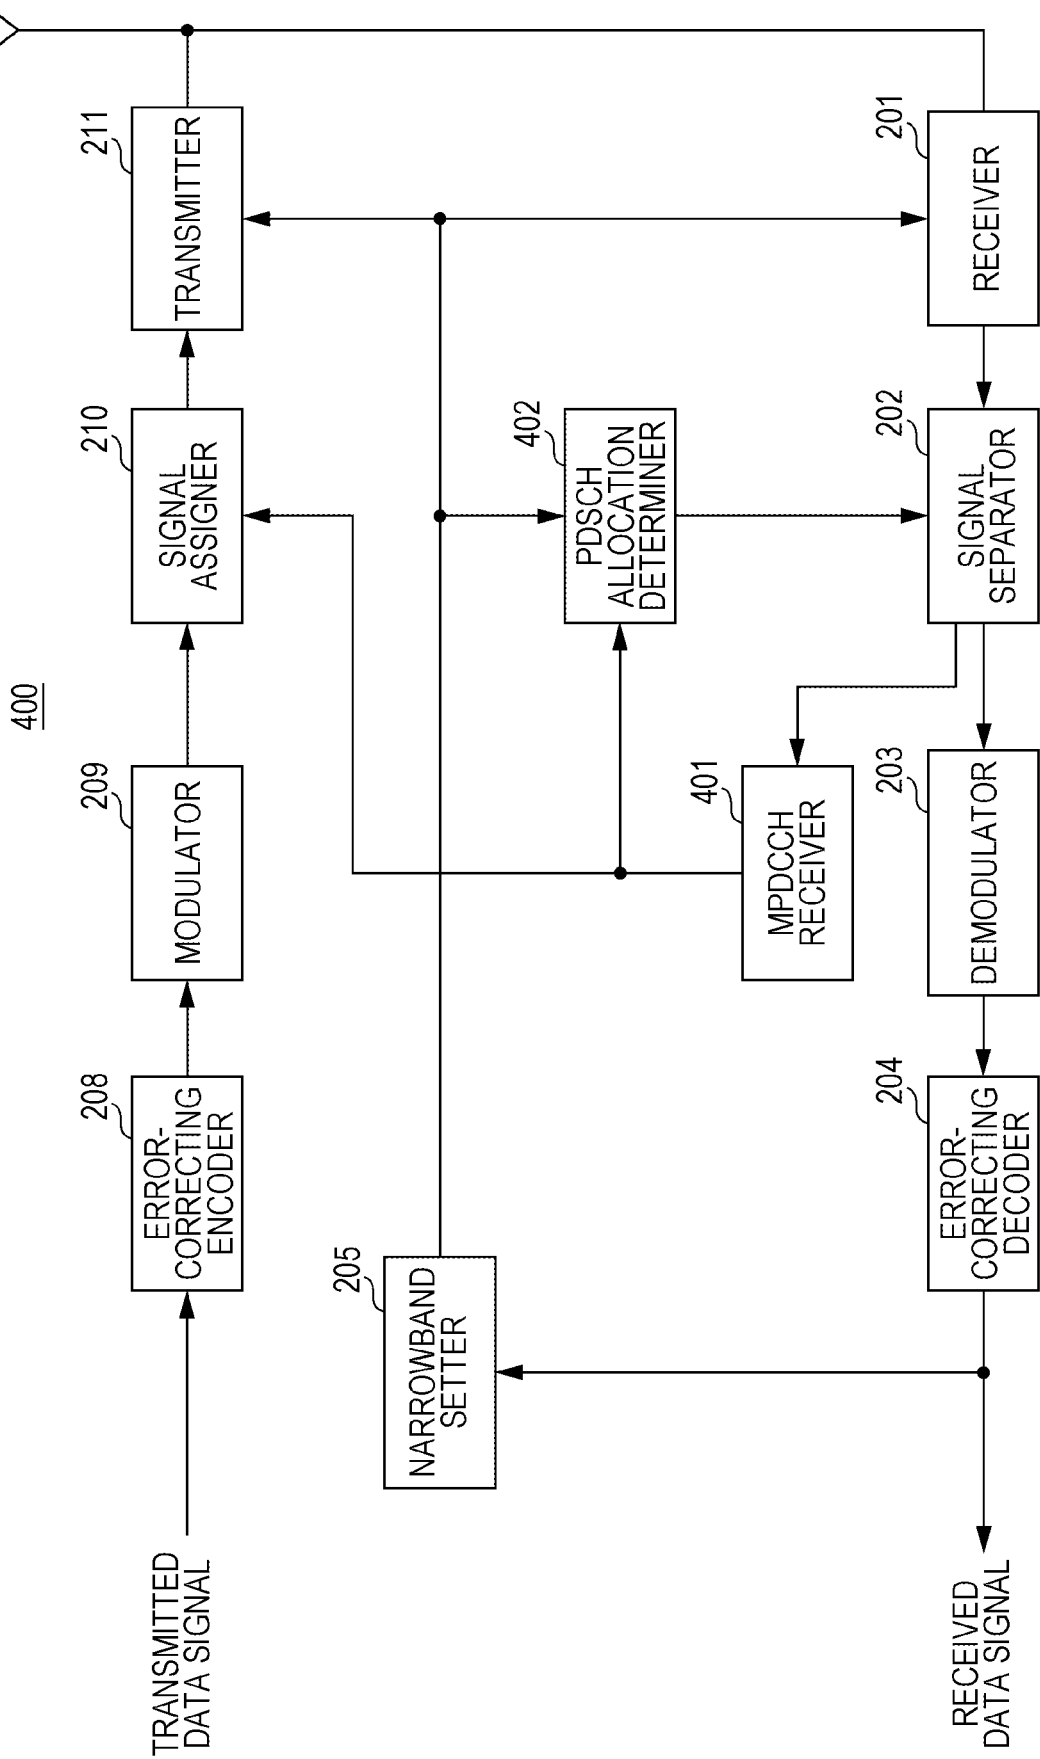 400
TRANSMITTED
DATA SIGNAL
208
ERROR-
CORRECTING
ENCODER
209
MODULATOR
210
SIGNAL
ASSIGNER
211
TRANSMITTER
205
NARROWBAND
SETTER
402
PDSCH
ALLOCATION
DETERMINER
401
MPDCCH
RECEIVER
RECEIVED
DATA SIGNAL
204
ERROR-
CORRECTING
DECODER
203
DEMODULATOR
202
SIGNAL
SEPARATOR
201
RECEIVER